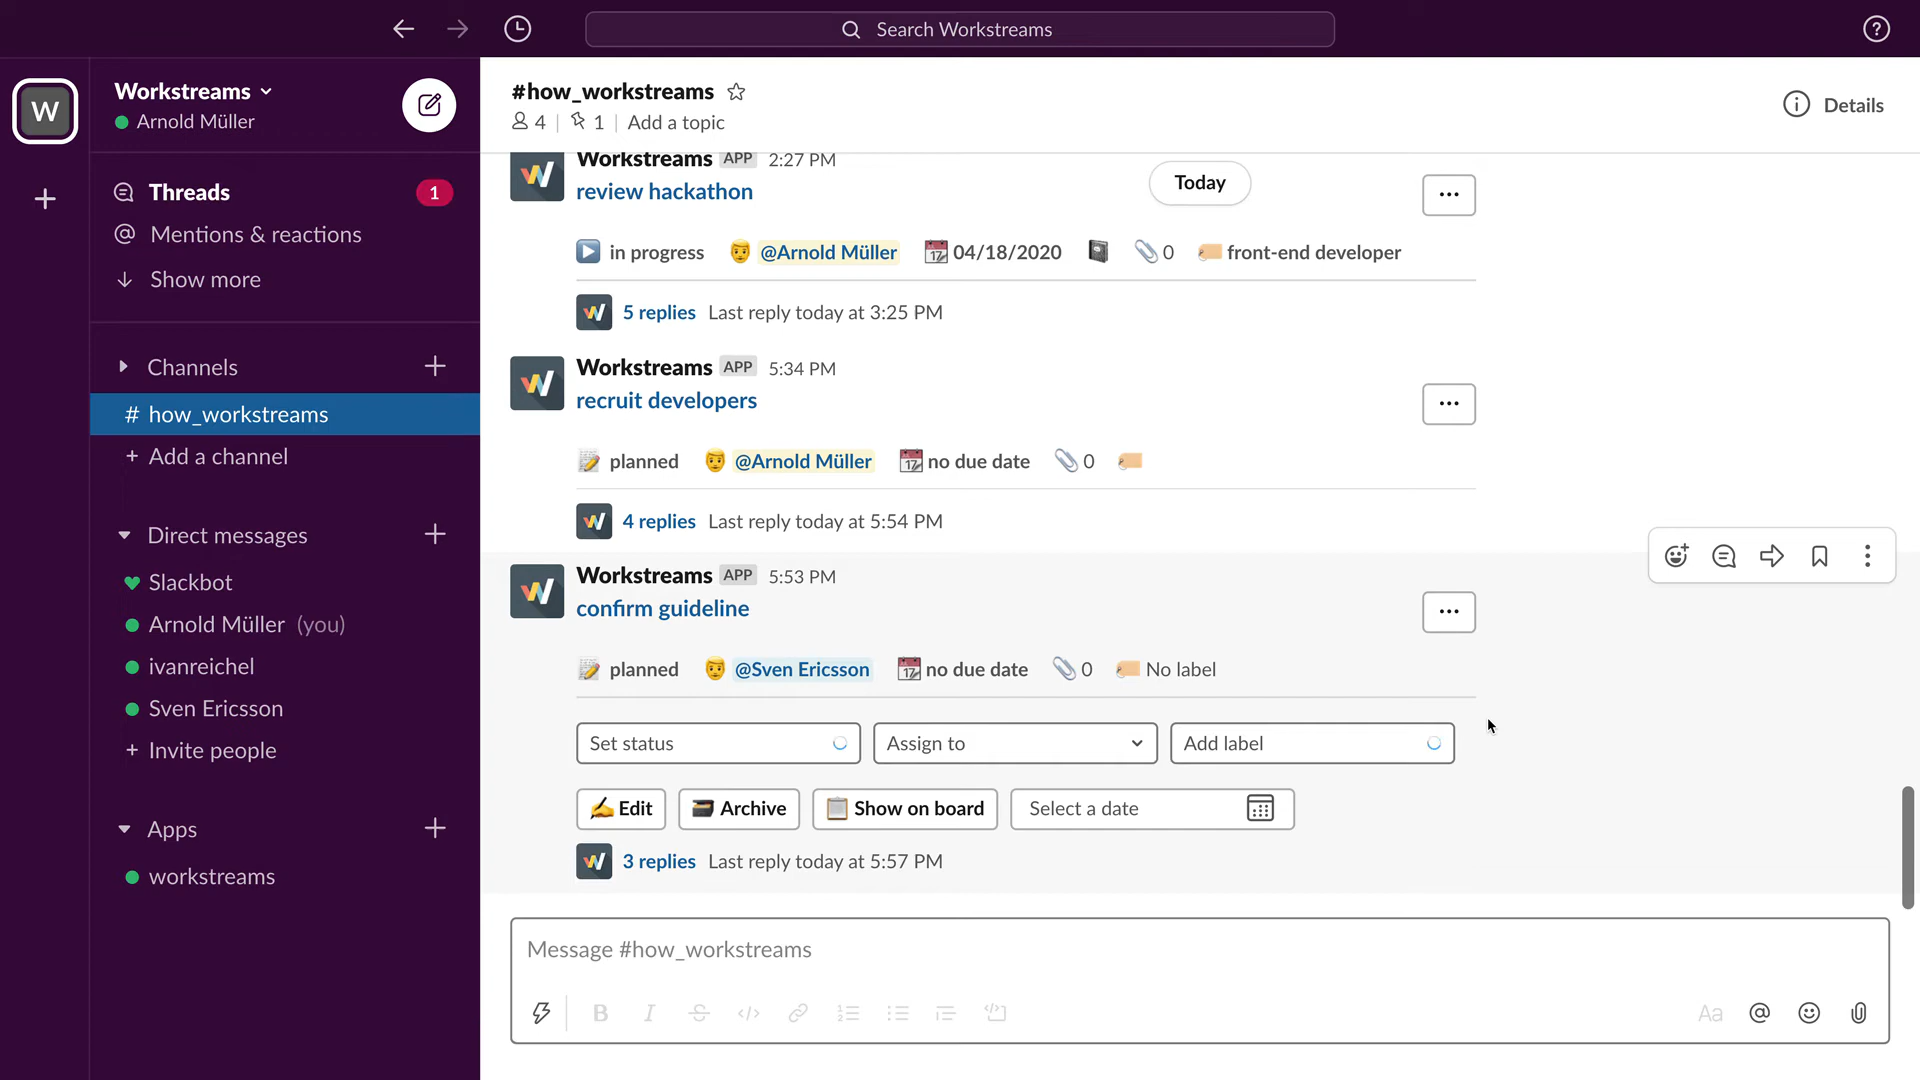 Search Workstreams
W
Workstreams
Arnold Müller
Threads 1
Mentions & reactions
Show more
Channels
# how_workstreams
+ Add a channel
Direct messages
Slackbot
Arnold Müller (you)
ivanreichel
Sven Ericsson
+ Invite people
Apps
workstreams
#how_workstreams
4 | 1 | Add a topic
Details
Today
Workstreams APP 2:27 PM
review hackathon
in progress @Arnold Müller 17 04/18/2020 0 front-end developer
5 replies Last reply today at 3:25 PM
Workstreams APP 5:34 PM
recruit developers
planned @Arnold Müller 17 no due date 0
4 replies Last reply today at 5:54 PM
Workstreams APP 5:53 PM
confirm guideline
planned @Sven Ericsson 17 no due date 0 No label
Set status Assign to Add label
Edit Archive Show on board Select a date
3 replies Last reply today at 5:57 PM
Message #how_workstreams
B I S Aa @